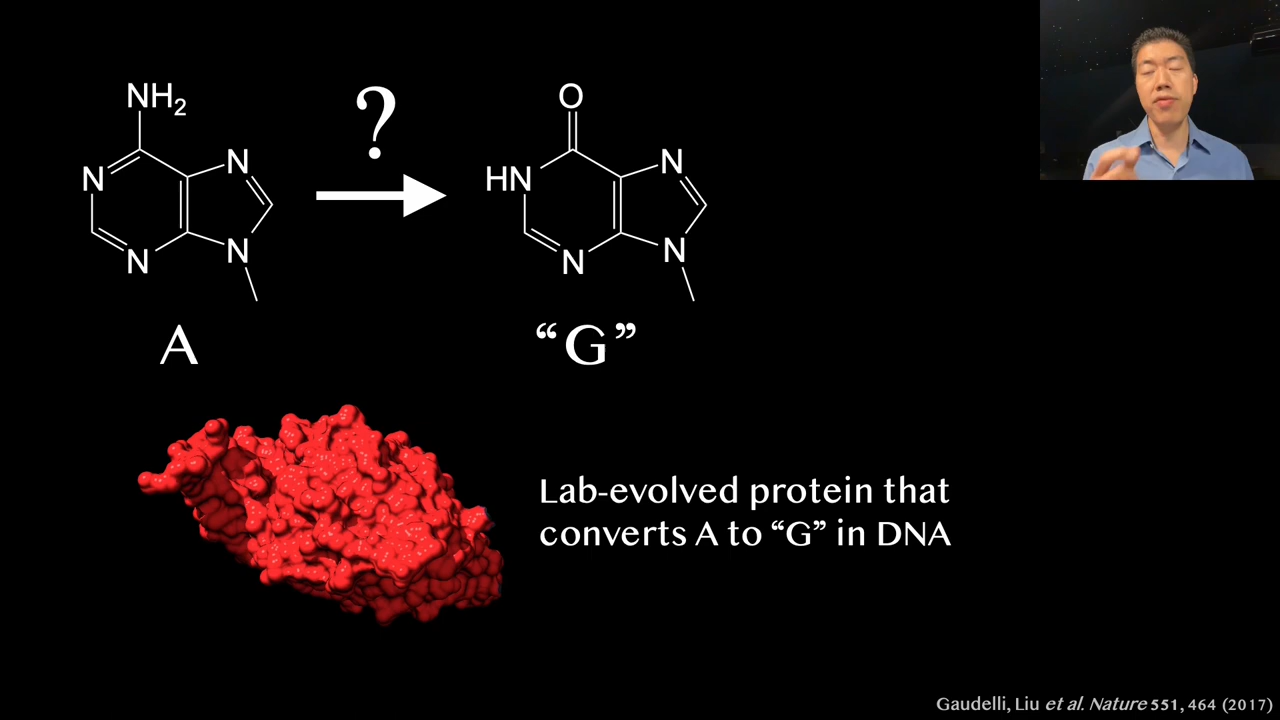 NH2
?
O
N
N
N
N
HN
N
N
N
A
“G”
Lab-evolved protein that
converts A to “G” in DNA
Gaudelli, Liu et al. Nature 551, 464 (2017)